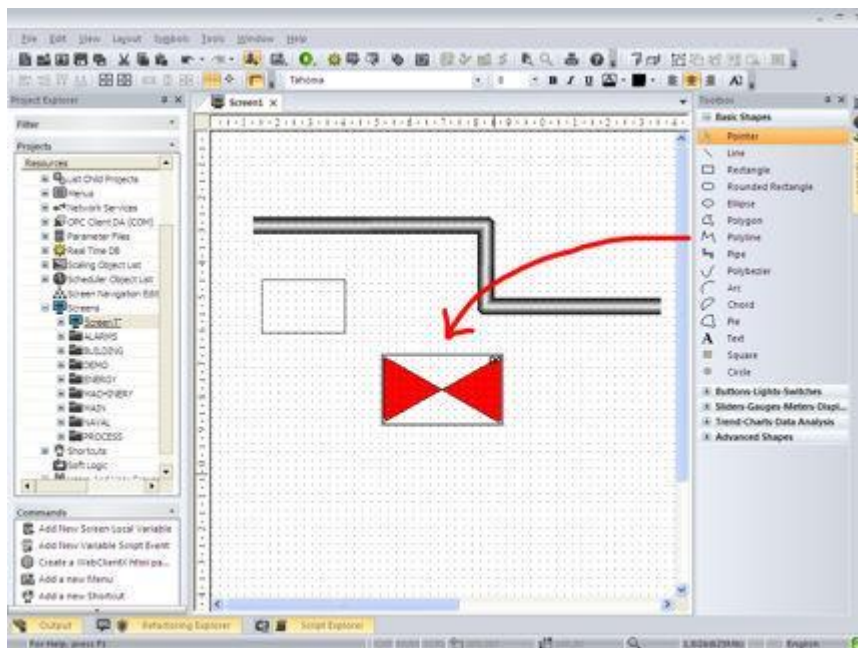 File Edit View Layout Symbols Tools Window Help
Tahoma
Project Explorer
Screen1
Toolbox
Filter
Basic Shapes
Projects
Pointer
Resources
Line
List Child Projects
Rectangle
Menus
Rounded Rectangle
Network Services
Ellipse
OPC Client DA (COM)
Polygon
Parameter Files
Polyline
Real Time DB
Pipe
Scaling Object List
Polybezier
Scheduler Object List
Arc
Screen Navigation Edit
Chord
Screens
Pie
Text
ALARMS
Square
BUILDING
Circle
DEMO
Buttons-Lights-Switches
ENERGY
Sliders-Gauges-Meters-Displ...
MACHINERY
Trend-Charts-Data Analysis
MAIN
Advanced Shapes
NAVAL
PROCESS
Shortcuts
Soft Logic
Commands
Add New Screen Local Variable
Add New Variable Script Event
Create a WebClientX html pa...
Add a new Menu
Add a new Shortcut
Output Refactoring Explorer Script Explorer
For Help, press F1
English